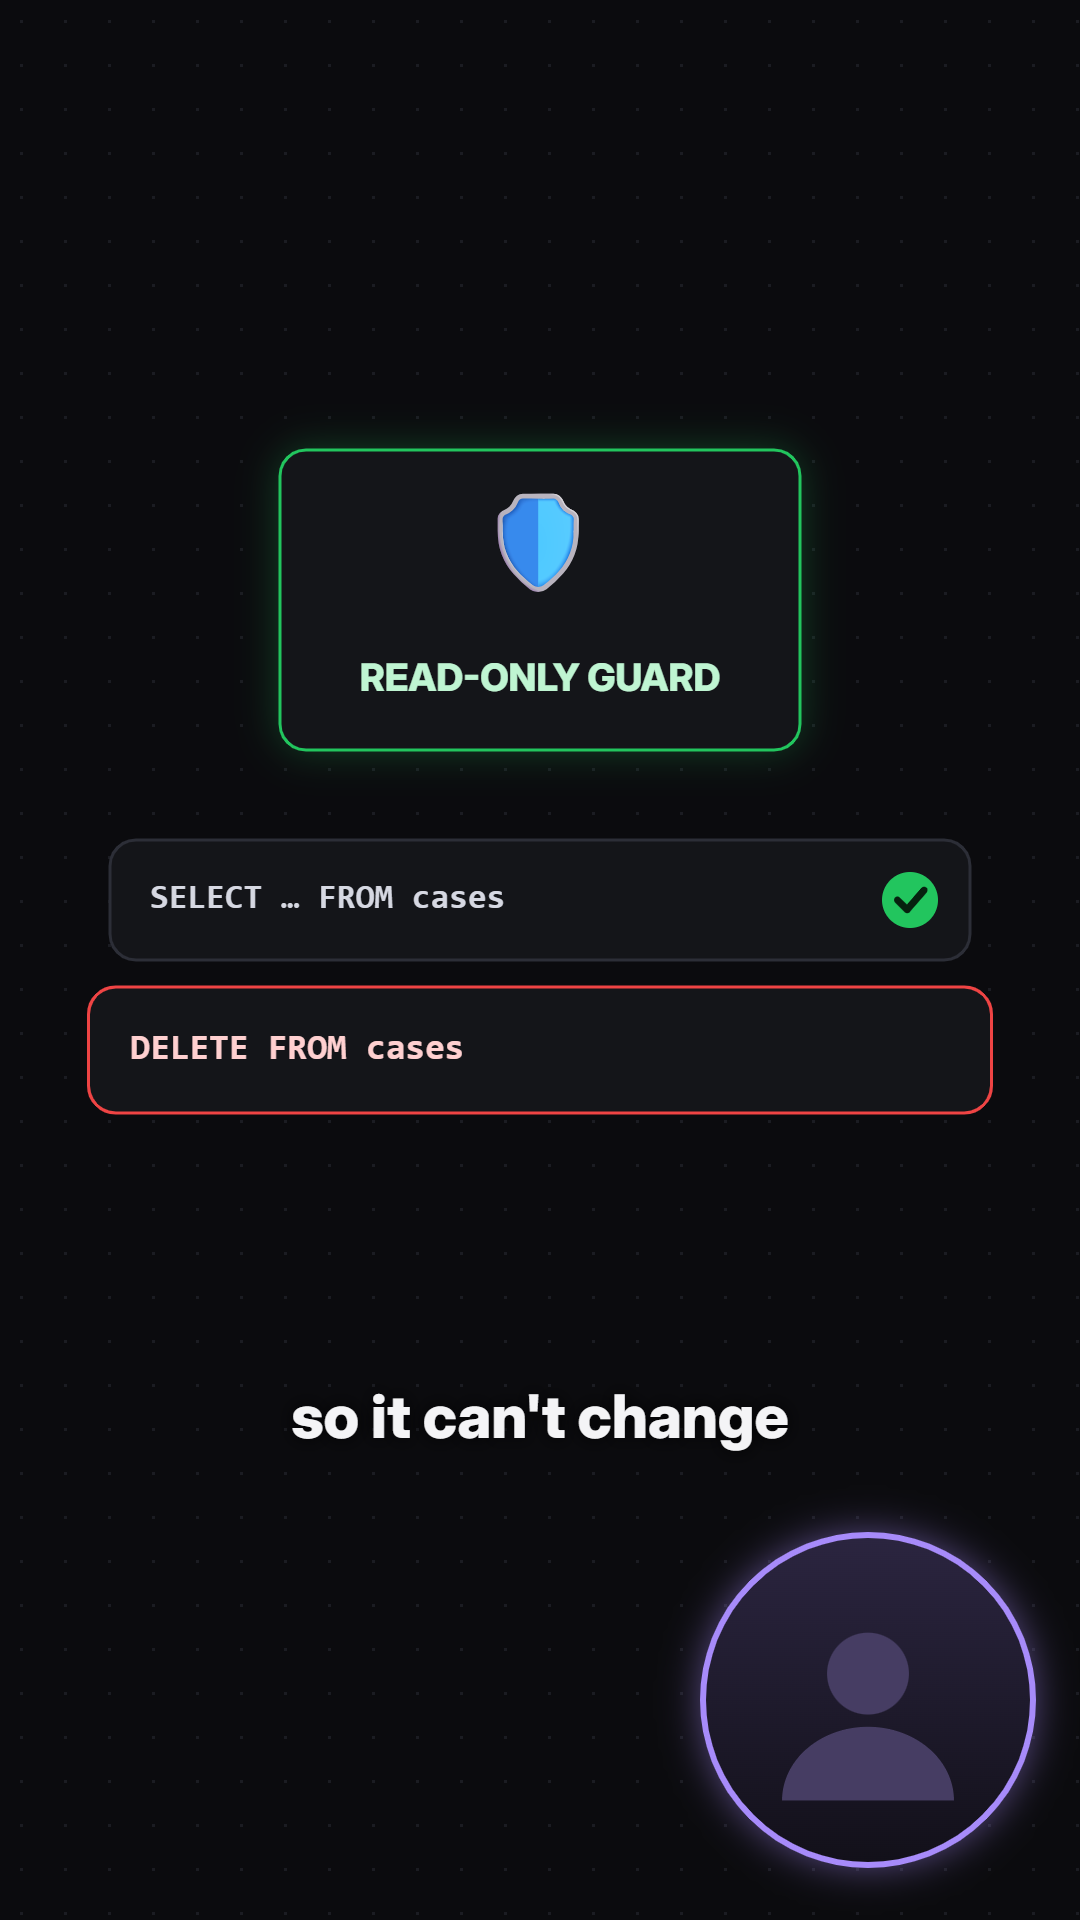 READ-ONLY GUARD
SELECT … FROM cases
DELETE FROM cases
so it can't change